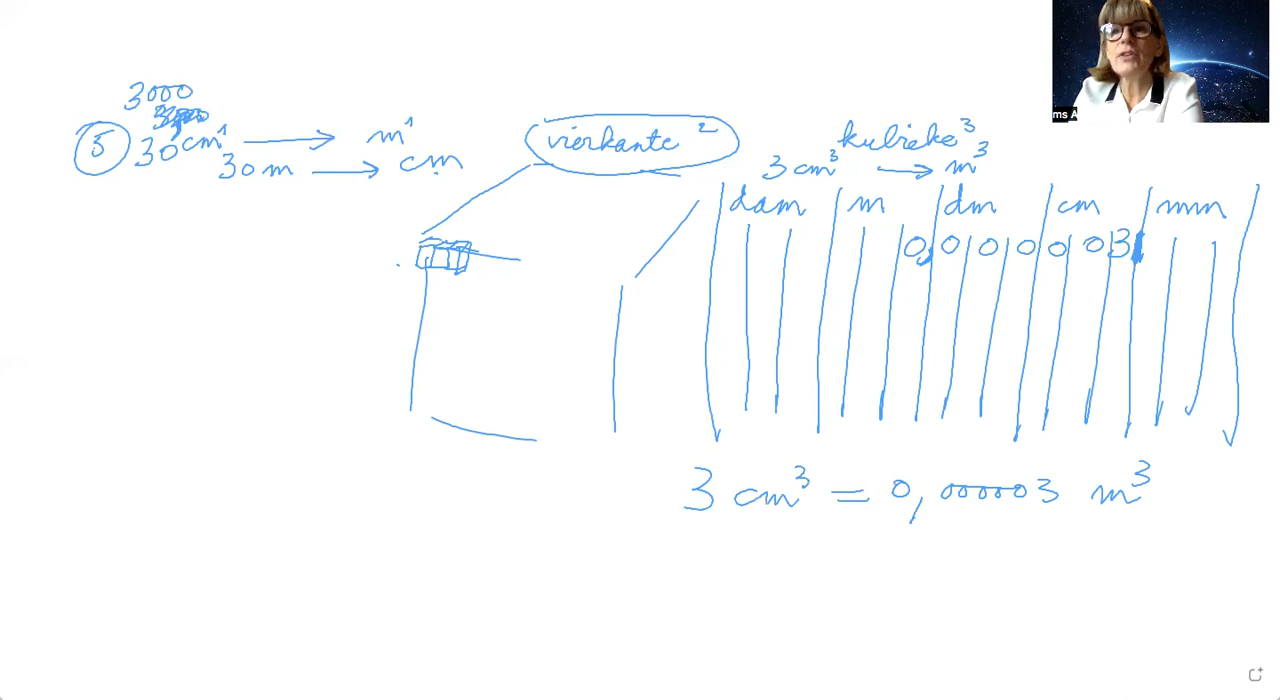 3000
5 30 cm¹ → m¹
30 m → cm
vierkante ²
kubieke ³
3 cm³ → m³
dam m dm cm mm
0,000003
3 cm³ = 0,000003 m³
ms A